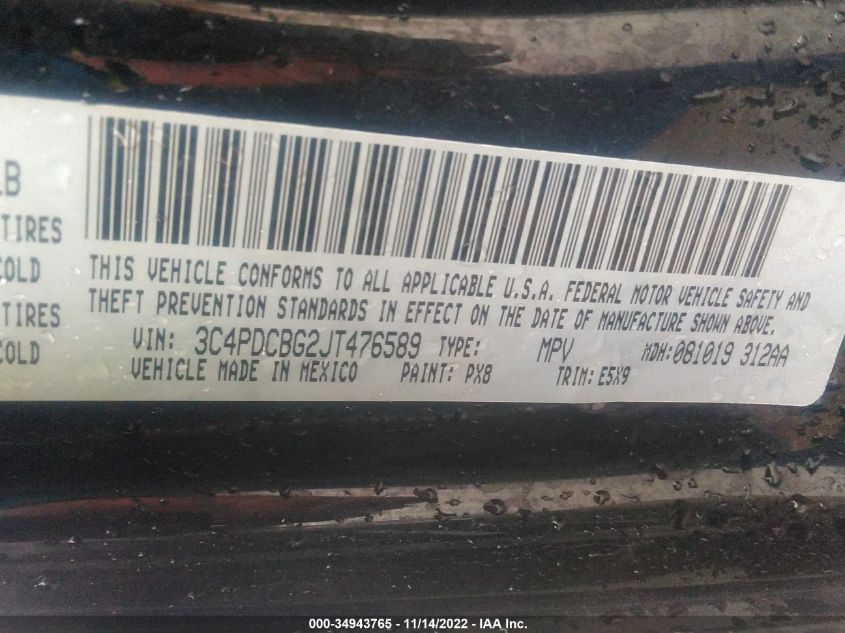 LB
TIRES
COLD
TIRES
COLD
THIS VEHICLE CONFORMS TO ALL APPLICABLE U.S.A. FEDERAL MOTOR VEHICLE SAFETY AND
THEFT PREVENTION STANDARDS IN EFFECT ON THE DATE OF MANUFACTURE SHOWN ABOVE.
VIN: 3C4PDCBG2JT476589 TYPE: MPV MDH:081019 312AA
VEHICLE MADE IN MEXICO PAINT: PX8 TRIM: E5X9
000-34943765 - 11/14/2022 - IAA Inc.